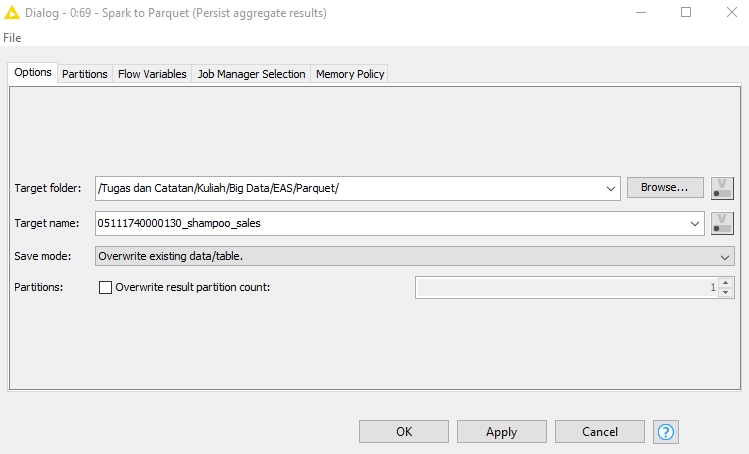 Dialog - 0:69 - Spark to Parquet (Persist aggregate results)
File
Options Partitions Flow Variables Job Manager Selection Memory Policy
Target folder: /Tugas dan Catatan/Kuliah/Big Data/EAS/Parquet/ Browse...
Target name: 05111740000130_shampoo_sales
Save mode: Overwrite existing data/table.
Partitions: Overwrite result partition count: 1
OK Apply Cancel ?